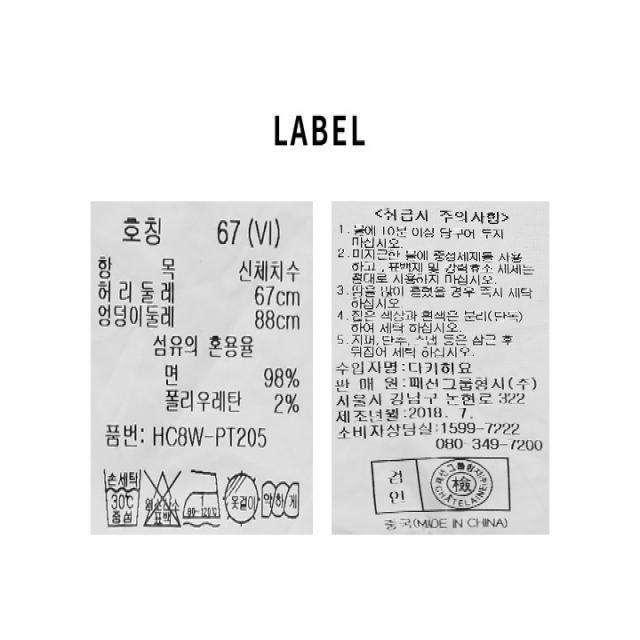 LABEL
호칭 67 (VI)
항 목 신체치수
허리둘레 67cm
엉덩이둘레 88cm
섬유의 혼용율
면 98%
폴리우레탄 2%
품번: HC8W-PT205
손세탁 30℃ 중성
염소산소 표백
1 80~120℃
옷걸이
약하게
<취급시 주의사항>
1. 물에 10분 이상 담구어 두지
마십시오.
2. 미지근한 물에 중성세제를 사용
하고, 표백제 및 강력효소 세제는
절대로 사용하지 마십시오.
3. 땀을 많이 흘렸을 경우 즉시 세탁
하십시오.
4. 짙은 색상과 흰색은 분리(단독)
하여 세탁 하십시오.
5. 지퍼, 단추, 스냅 등은 잠근 후
뒤집어 세탁 하십시오.
수입자명: 다키히요
판 매 원: 패션그룹형시(주)
서울시 강남구 논현로 322
제조년월: 2018. 7.
소비자상담실: 1599-7222
080-349-7200
검인
패션그룹형지(주)
檢
CHATELAINE
중국(MADE IN CHINA)